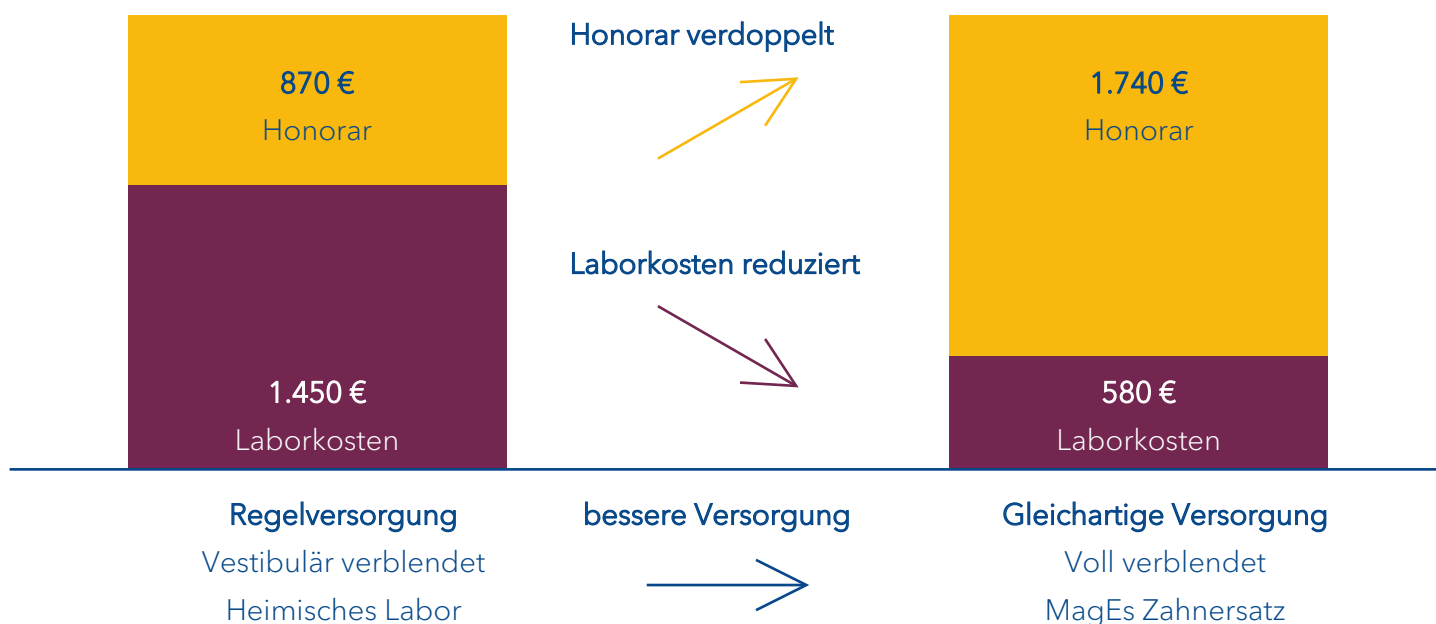 870 €
Honorar
1.450 €
Laborkosten
Honorar verdoppelt
Laborkosten reduziert
1.740 €
Honorar
580 €
Laborkosten
Regelversorgung
Vestibulär verblendet
Heimisches Labor
bessere Versorgung
Gleichartige Versorgung
Voll verblendet
MagEs Zahnersatz